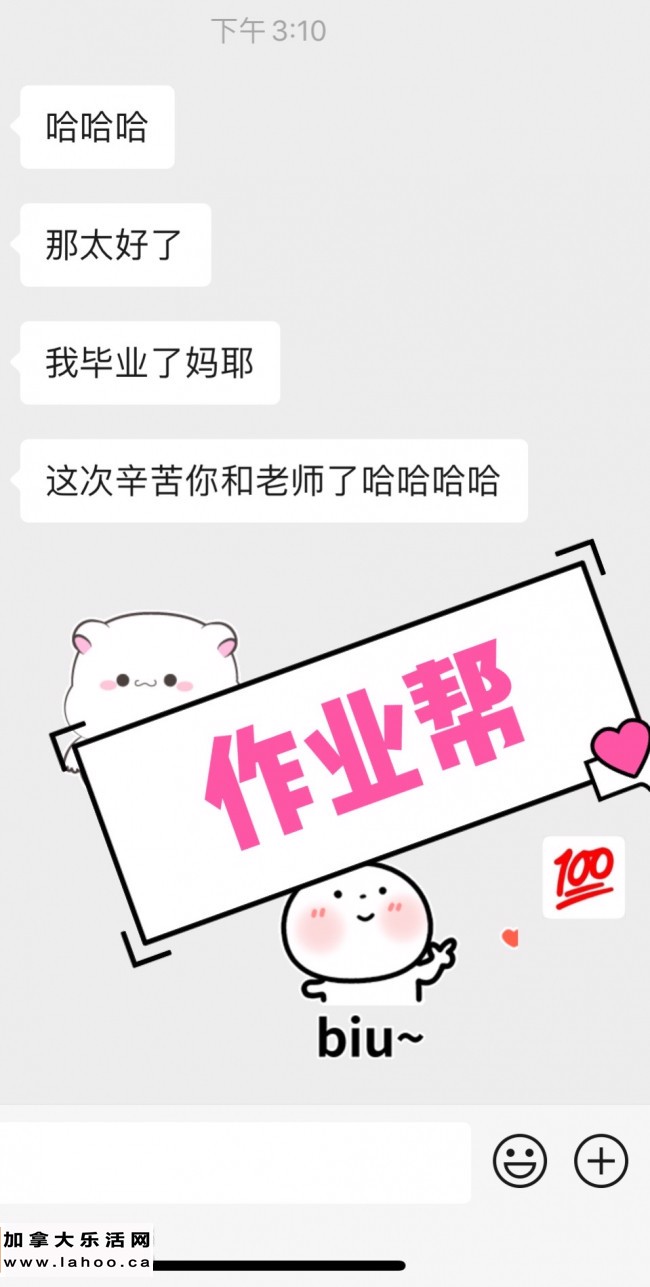 下午 3:10
哈哈哈
那太好了
我毕业了妈耶
这次辛苦你和老师了哈哈哈哈
作业帮
100
biu~
加拿大乐活网
www.lahoo.ca